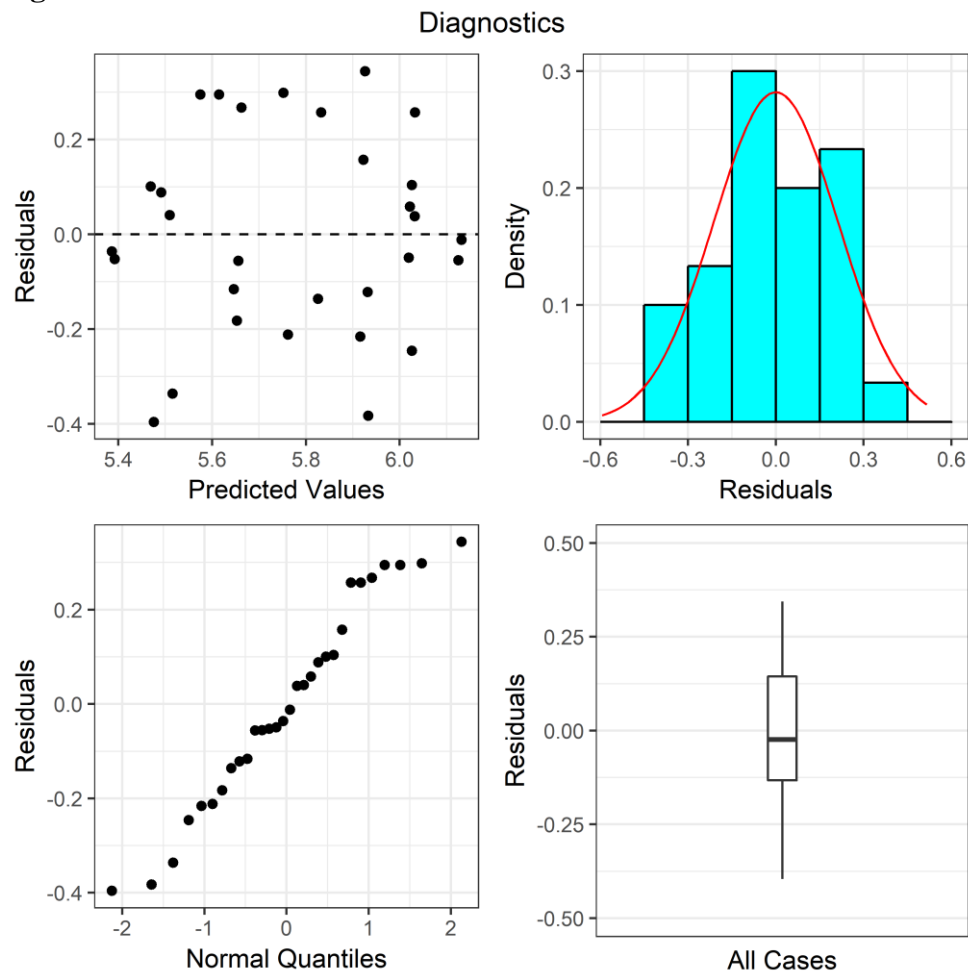 Diagnostics
0.2
0.0
-0.2
-0.4
Residuals
5.4 5.6 5.8 6.0
Predicted Values
0.3
0.2
0.1
0.0
Density
-0.6 -0.3 0.0 0.3 0.6
Residuals
0.2
0.0
-0.2
-0.4
Residuals
-2 -1 0 1 2
Normal Quantiles
0.50
0.25
0.00
-0.25
-0.50
Residuals
All Cases